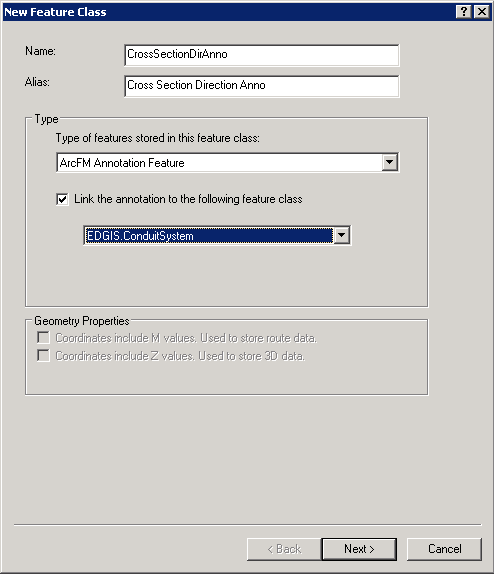 New Feature Class
Name:
CrossSectionDirAnno
Alias:
Cross Section Direction Anno
Type
Type of features stored in this feature class:
ArcFM Annotation Feature
Link the annotation to the following feature class
EDGIS.ConduitSystem
Geometry Properties
Coordinates include M values. Used to store route data.
Coordinates include Z values. Used to store 3D data.
< Back
Next >
Cancel